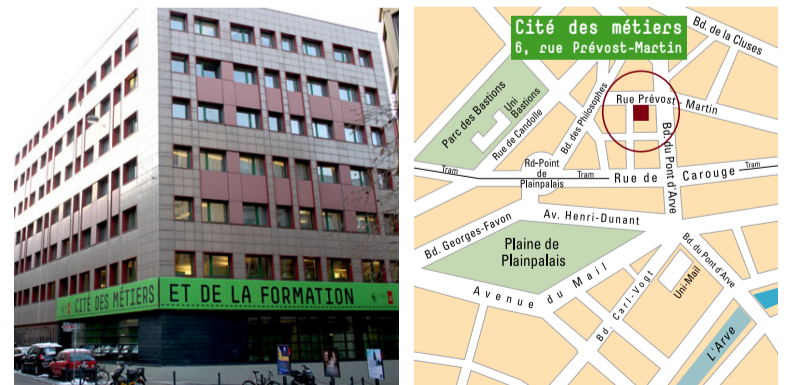 CITÉ DES MÉTIERS ET DE LA FORMATION
Cité des métiers
6, rue Prévost-Martin
Bd. de la Cluses
Parc des Bastions
Uni
Bastions
Rue de Candolle
Bd. des Philosophes
Rue Prévost - Martin
Bd. du Pont d'Arve
Rd-Point
de
Plainpalais
Tram
Tram
Rue de Carouge
Tram
Av. Henri-Dunant
Bd. Georges-Favon
Plaine de
Plainpalais
Bd. du Pont d'Arve
Avenue du Mail
Bd. Carl-Vogt
Uni-Mail
L'Arve